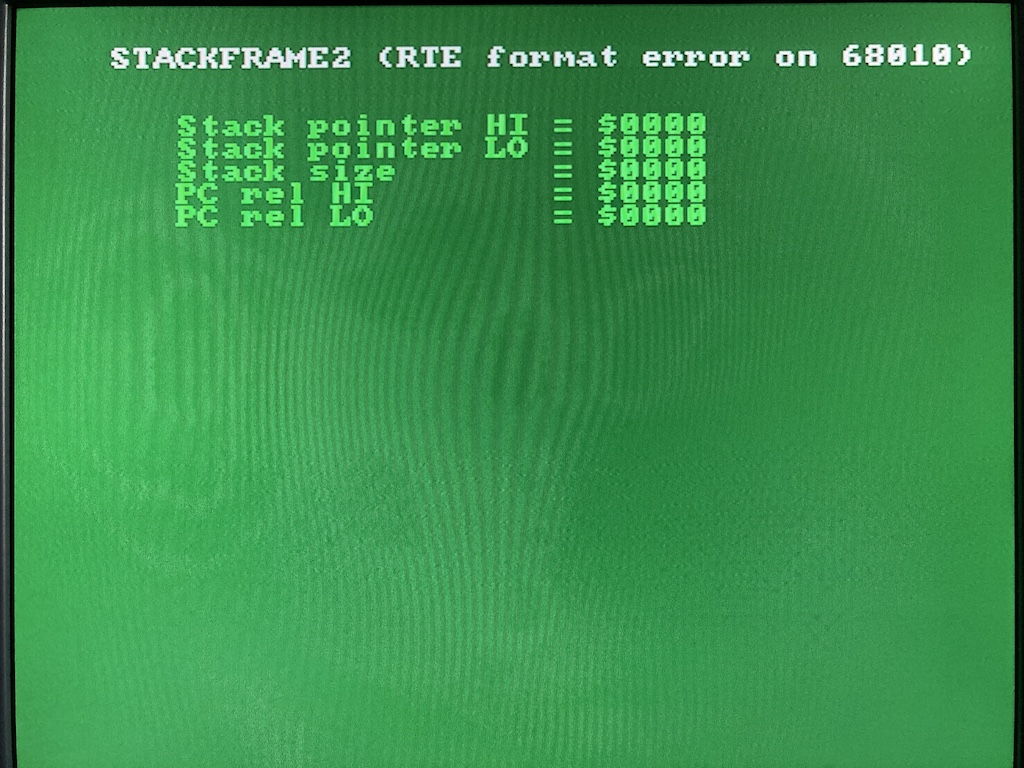 STACKFRAME2 (RTE format error on 68010)
Stack pointer HI = $0000
Stack pointer LO = $0000
Stack size = $0000
PC rel HI = $0000
PC rel LO = $0000